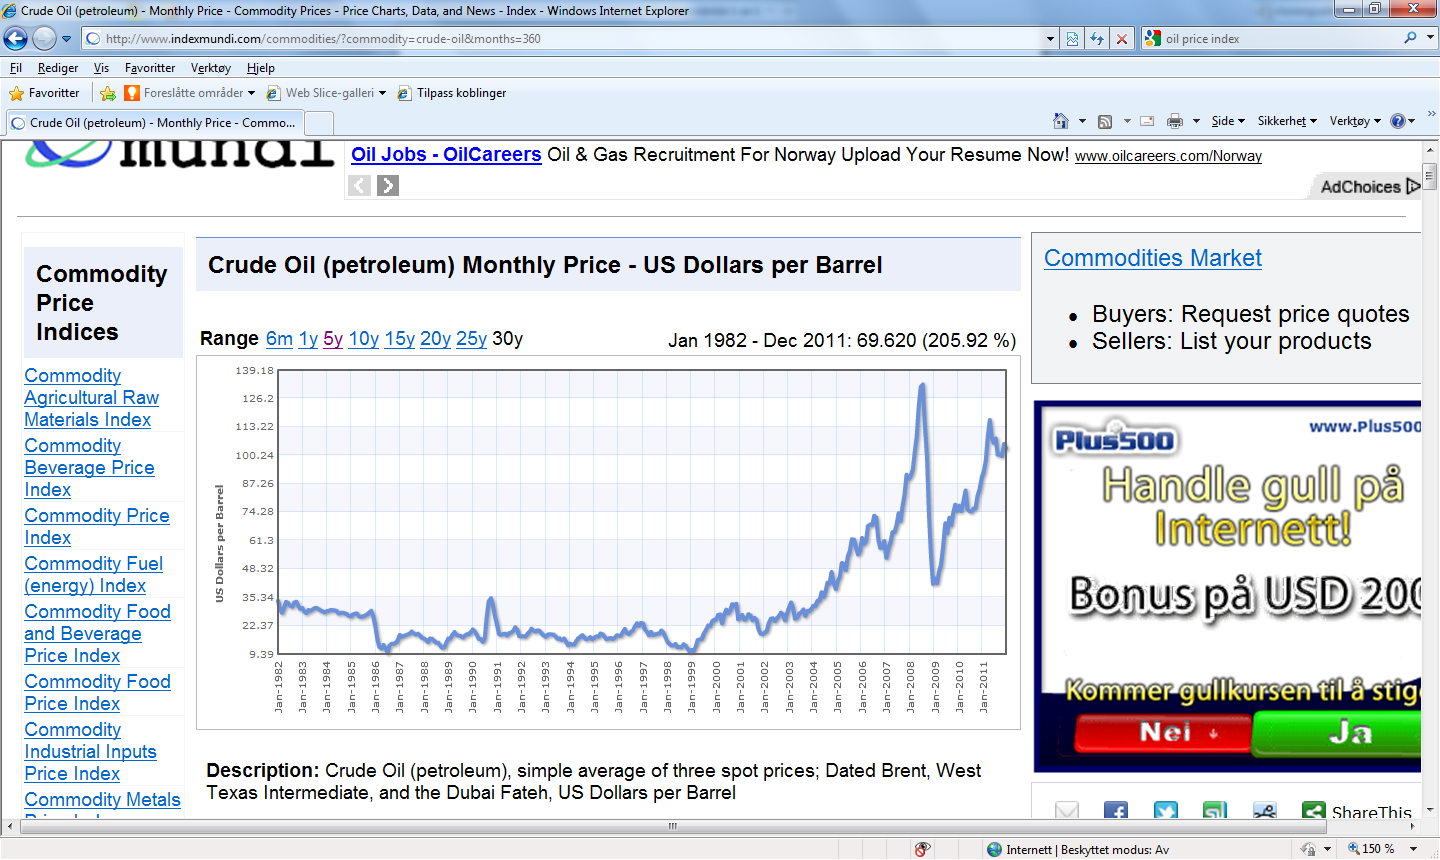 Crude Oil (petroleum) - Monthly Price - Commodity Prices - Price Charts, Data, and News - Index - Windows Internet Explorer
http://www.indexmundi.com/commodities/?commodity=crude-oil&months=360
oil price index
Fil Rediger Vis Favoritter Verktøy Hjelp
Favoritter Foreslåtte områder Web Slice-galleri Tilpass koblinger
Crude Oil (petroleum) - Monthly Price - Commo...
Side Sikkerhet Verktøy
mundi
Oil Jobs - OilCareers Oil & Gas Recruitment For Norway Upload Your Resume Now! www.oilcareers.com/Norway
AdChoices
Commodity
Price
Indices
Commodity
Agricultural Raw
Materials Index
Commodity
Beverage Price
Index
Commodity Price
Index
Commodity Fuel
(energy) Index
Commodity Food
and Beverage
Price Index
Commodity Food
Price Index
Commodity
Industrial Inputs
Price Index
Commodity Metals
Crude Oil (petroleum) Monthly Price - US Dollars per Barrel
Range 6m 1y 5y 10y 15y 20y 25y 30y
Jan 1982 - Dec 2011: 69.620 (205.92 %)
US Dollars per Barrel
139.18
126.2
113.22
100.24
87.26
74.28
61.3
48.32
35.34
22.37
9.39
Jan-1982
Jan-1983
Jan-1984
Jan-1985
Jan-1986
Jan-1987
Jan-1988
Jan-1989
Jan-1990
Jan-1991
Jan-1992
Jan-1993
Jan-1994
Jan-1995
Jan-1996
Jan-1997
Jan-1998
Jan-1999
Jan-2000
Jan-2001
Jan-2002
Jan-2003
Jan-2004
Jan-2005
Jan-2006
Jan-2007
Jan-2008
Jan-2009
Jan-2010
Jan-2011
Description: Crude Oil (petroleum), simple average of three spot prices; Dated Brent, West
Texas Intermediate, and the Dubai Fateh, US Dollars per Barrel
Commodities Market
• Buyers: Request price quotes
• Sellers: List your products
Plus500
www.Plus500
Handle gull på
Internett!
Bonus på USD 200
Kommer gullkursen til å stige
Nei
Ja
ShareThis
Internett | Beskyttet modus: Av
150 %